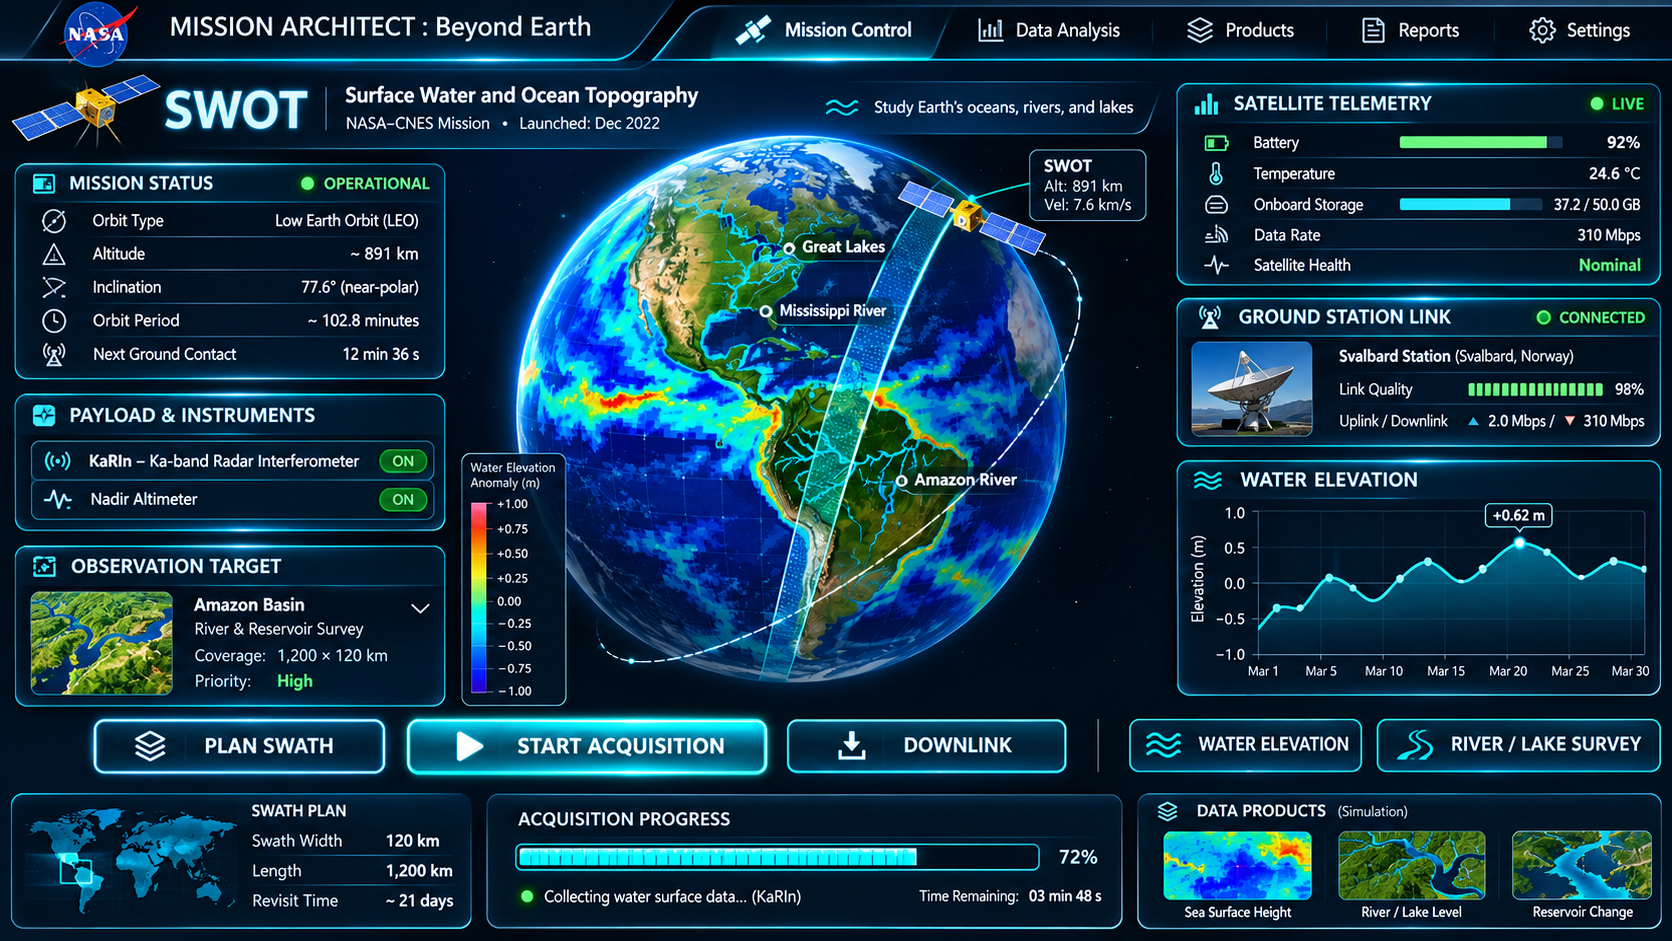 NASA
MISSION ARCHITECT : Beyond Earth
Mission Control
Data Analysis
Products
Reports
Settings
SWOT
Surface Water and Ocean Topography
NASA–CNES Mission • Launched: Dec 2022
Study Earth's oceans, rivers, and lakes
MISSION STATUS
OPERATIONAL
Orbit Type Low Earth Orbit (LEO)
Altitude ~ 891 km
Inclination 77.6° (near-polar)
Orbit Period ~ 102.8 minutes
Next Ground Contact 12 min 36 s
PAYLOAD & INSTRUMENTS
KaRIn – Ka-band Radar Interferometer ON
Nadir Altimeter ON
OBSERVATION TARGET
Amazon Basin
River & Reservoir Survey
Coverage: 1,200 × 120 km
Priority: High
SWOT
Alt: 891 km
Vel: 7.6 km/s
Great Lakes
Mississippi River
Amazon River
Water Elevation
Anomaly (m)
+1.00
+0.75
+0.50
+0.25
0.00
−0.25
−0.50
−0.75
−1.00
SATELLITE TELEMETRY
LIVE
Battery 92%
Temperature 24.6 °C
Onboard Storage 37.2 / 50.0 GB
Data Rate 310 Mbps
Satellite Health Nominal
GROUND STATION LINK
CONNECTED
Svalbard Station (Svalbard, Norway)
Link Quality 98%
Uplink / Downlink ▲ 2.0 Mbps / ▼ 310 Mbps
WATER ELEVATION
+0.62 m
Elevation (m)
1.0
0.5
0.0
−0.5
−1.0
Mar 1 Mar 5 Mar 10 Mar 15 Mar 20 Mar 25 Mar 30
PLAN SWATH
START ACQUISITION
DOWNLINK
WATER ELEVATION
RIVER / LAKE SURVEY
SWATH PLAN
Swath Width 120 km
Length 1,200 km
Revisit Time ~ 21 days
ACQUISITION PROGRESS
72%
Collecting water surface data... (KaRIn)
Time Remaining: 03 min 48 s
DATA PRODUCTS (Simulation)
Sea Surface Height
River / Lake Level
Reservoir Change